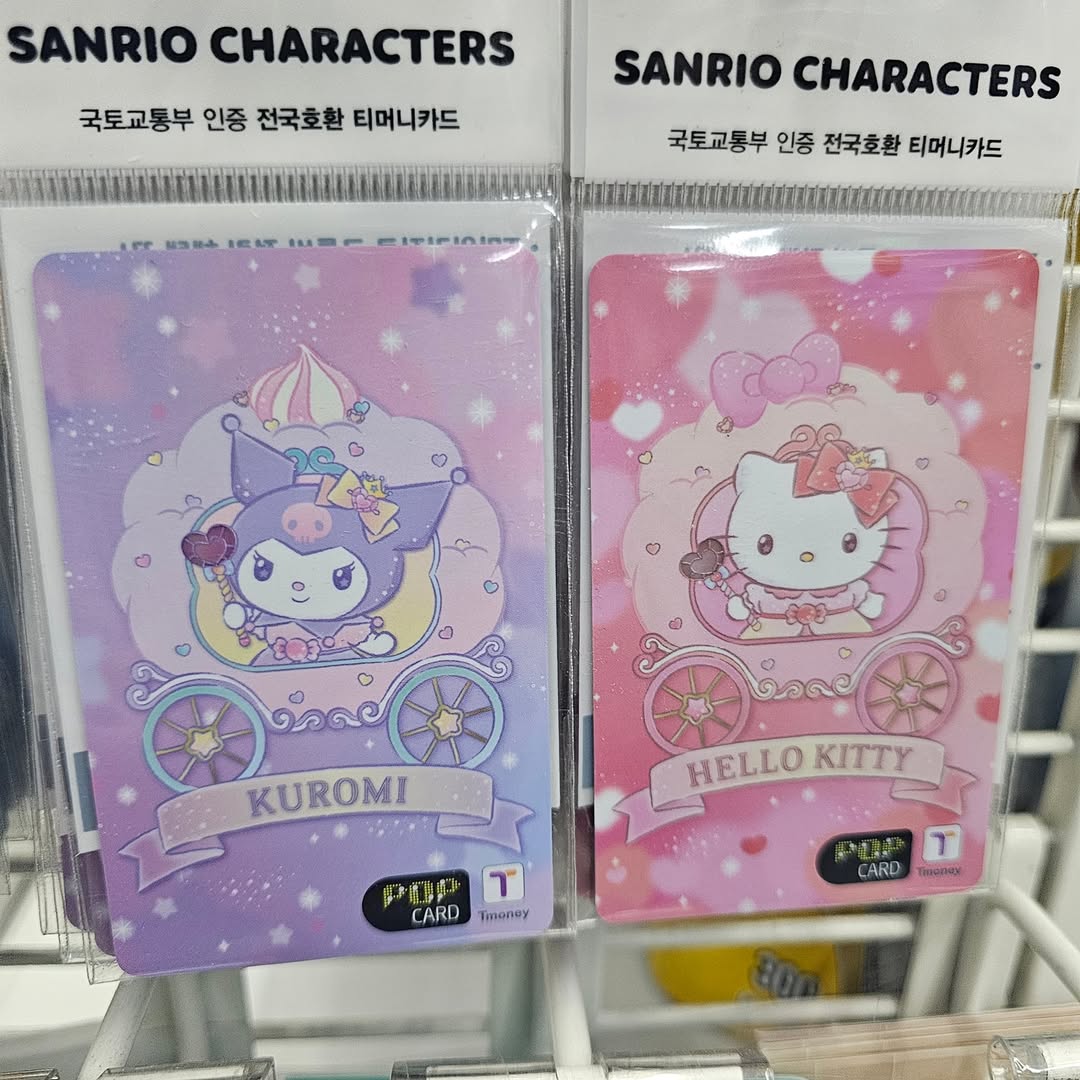 SANRIO CHARACTERS
국토교통부 인증 전국호환 티머니카드
KUROMI
POP
CARD
Tmoney
SANRIO CHARACTERS
국토교통부 인증 전국호환 티머니카드
HELLO KITTY
POP
CARD
Tmoney
300